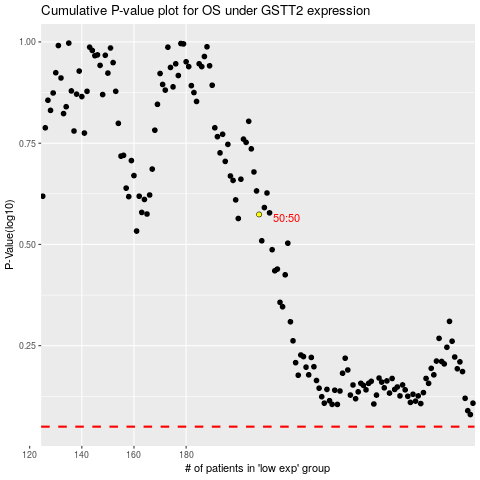 Cumulative P-value plot for OS under GSTT2 expression
P-Value(log10)
1.00
0.75
0.50
0.25
50:50
120 140 160 180
# of patients in 'low exp' group